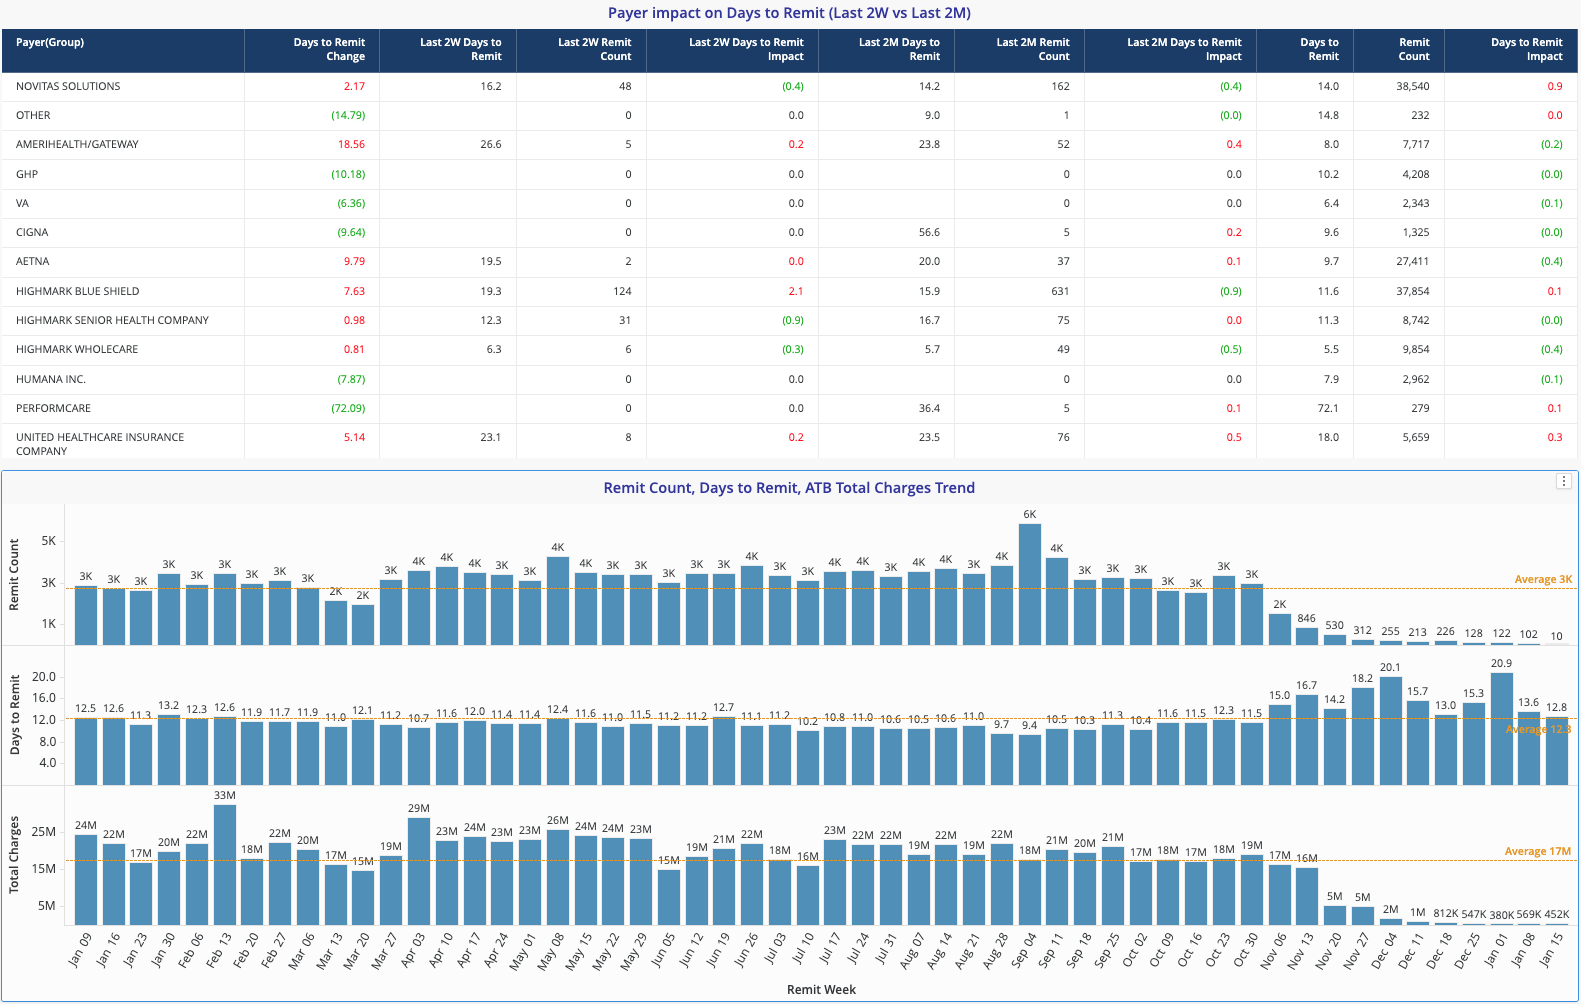 Payer impact on Days to Remit (Last 2W vs Last 2M)
Payer(Group) Days to Remit Change Last 2W Days to Remit Last 2W Remit Count Last 2W Days to Remit Impact Last 2M Days to Remit Last 2M Remit Count Last 2M Days to Remit Impact Days to Remit Remit Count Days to Remit Impact
NOVITAS SOLUTIONS 2.17 16.2 48 (0.4) 14.2 162 (0.4) 14.0 38,540 0.9
OTHER (14.79) 0 0.0 9.0 1 (0.0) 14.8 232 0.0
AMERIHEALTH/GATEWAY 18.56 26.6 5 0.2 23.8 52 0.4 8.0 7,717 (0.2)
GHP (10.18) 0 0.0 0 0.0 10.2 4,208 (0.0)
VA (6.36) 0 0.0 0 0.0 6.4 2,343 (0.1)
CIGNA (9.64) 0 0.0 56.6 5 0.2 9.6 1,325 (0.0)
AETNA 9.79 19.5 2 0.0 20.0 37 0.1 9.7 27,411 (0.4)
HIGHMARK BLUE SHIELD 7.63 19.3 124 2.1 15.9 631 (0.9) 11.6 37,854 0.1
HIGHMARK SENIOR HEALTH COMPANY 0.98 12.3 31 (0.9) 16.7 75 0.0 11.3 8,742 (0.0)
HIGHMARK WHOLECARE 0.81 6.3 6 (0.3) 5.7 49 (0.5) 5.5 9,854 (0.4)
HUMANA INC. (7.87) 0 0.0 0 0.0 7.9 2,962 (0.1)
PERFORMCARE (72.09) 0 0.0 36.4 5 0.1 72.1 279 0.1
UNITED HEALTHCARE INSURANCE COMPANY 5.14 23.1 8 0.2 23.5 76 0.5 18.0 5,659 0.3
Remit Count, Days to Remit, ATB Total Charges Trend
Remit Count
5K
3K
1K
3K 3K 3K 3K 3K 3K 3K 3K 3K 2K 2K 3K 4K 4K 4K 3K 3K 4K 4K 3K 3K 3K 3K 3K 4K 3K 3K 4K 4K 3K 4K 4K 3K 4K 6K 4K 3K 3K 3K 3K 3K 3K 3K 2K 846 530 312 255 213 226 128 122 102 10
Average 3K
Days to Remit
20.0
16.0
12.0
8.0
4.0
12.5 12.6 11.3 13.2 12.3 12.6 11.9 11.7 11.9 11.0 12.1 11.2 10.7 11.6 12.0 11.4 11.4 12.4 11.6 11.0 11.5 11.2 11.2 12.7 11.1 11.2 10.2 10.8 11.0 10.6 10.5 10.6 11.0 9.7 9.4 10.5 10.3 11.3 10.4 11.6 11.5 12.3 11.5 15.0 16.7 14.2 18.2 20.1 15.7 13.0 15.3 20.9 13.6 12.8
Average 12.3
Total Charges
25M
15M
5M
24M 22M 17M 20M 22M 33M 18M 22M 20M 17M 15M 19M 29M 23M 24M 23M 23M 26M 24M 24M 23M 15M 19M 21M 22M 18M 16M 23M 22M 22M 19M 22M 19M 22M 18M 21M 20M 21M 17M 18M 17M 18M 19M 17M 16M 5M 5M 2M 1M 812K 547K 380K 569K 452K
Average 17M
Jan 09 Jan 16 Jan 23 Jan 30 Feb 06 Feb 13 Feb 20 Feb 27 Mar 06 Mar 13 Mar 20 Mar 27 Apr 03 Apr 10 Apr 17 Apr 24 May 01 May 08 May 15 May 22 May 29 Jun 05 Jun 12 Jun 19 Jun 26 Jul 03 Jul 10 Jul 17 Jul 24 Jul 31 Aug 07 Aug 14 Aug 21 Aug 28 Sep 04 Sep 11 Sep 18 Sep 25 Oct 02 Oct 09 Oct 16 Oct 23 Oct 30 Nov 06 Nov 13 Nov 20 Nov 27 Dec 04 Dec 11 Dec 18 Dec 25 Jan 01 Jan 08 Jan 15
Remit Week